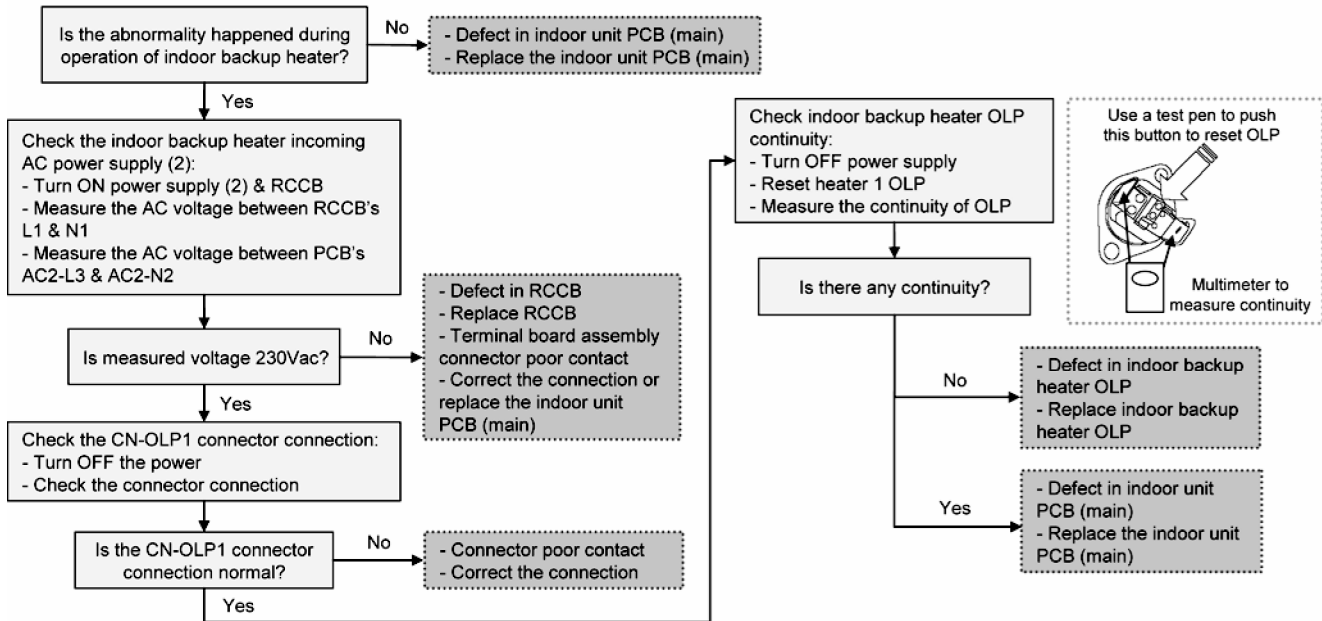 Is the abnormality happened during
operation of indoor backup heater?
No
- Defect in indoor unit PCB (main)
- Replace the indoor unit PCB (main)
Yes
Check the indoor backup heater incoming
AC power supply (2):
- Turn ON power supply (2) & RCCB
- Measure the AC voltage between RCCB's
L1 & N1
- Measure the AC voltage between PCB's
AC2-L3 & AC2-N2
Is measured voltage 230Vac?
No
- Defect in RCCB
- Replace RCCB
- Terminal board assembly
connector poor contact
- Correct the connection or
replace the indoor unit
PCB (main)
Yes
Check the CN-OLP1 connector connection:
- Turn OFF the power
- Check the connector connection
Is the CN-OLP1 connector
connection normal?
No
- Connector poor contact
- Correct the connection
Yes
Check indoor backup heater OLP
continuity:
- Turn OFF power supply
- Reset heater 1 OLP
- Measure the continuity of OLP
Use a test pen to push
this button to reset OLP
Multimeter to
measure continuity
Is there any continuity?
No
- Defect in indoor backup
heater OLP
- Replace indoor backup
heater OLP
Yes
- Defect in indoor unit
PCB (main)
- Replace the indoor unit
PCB (main)